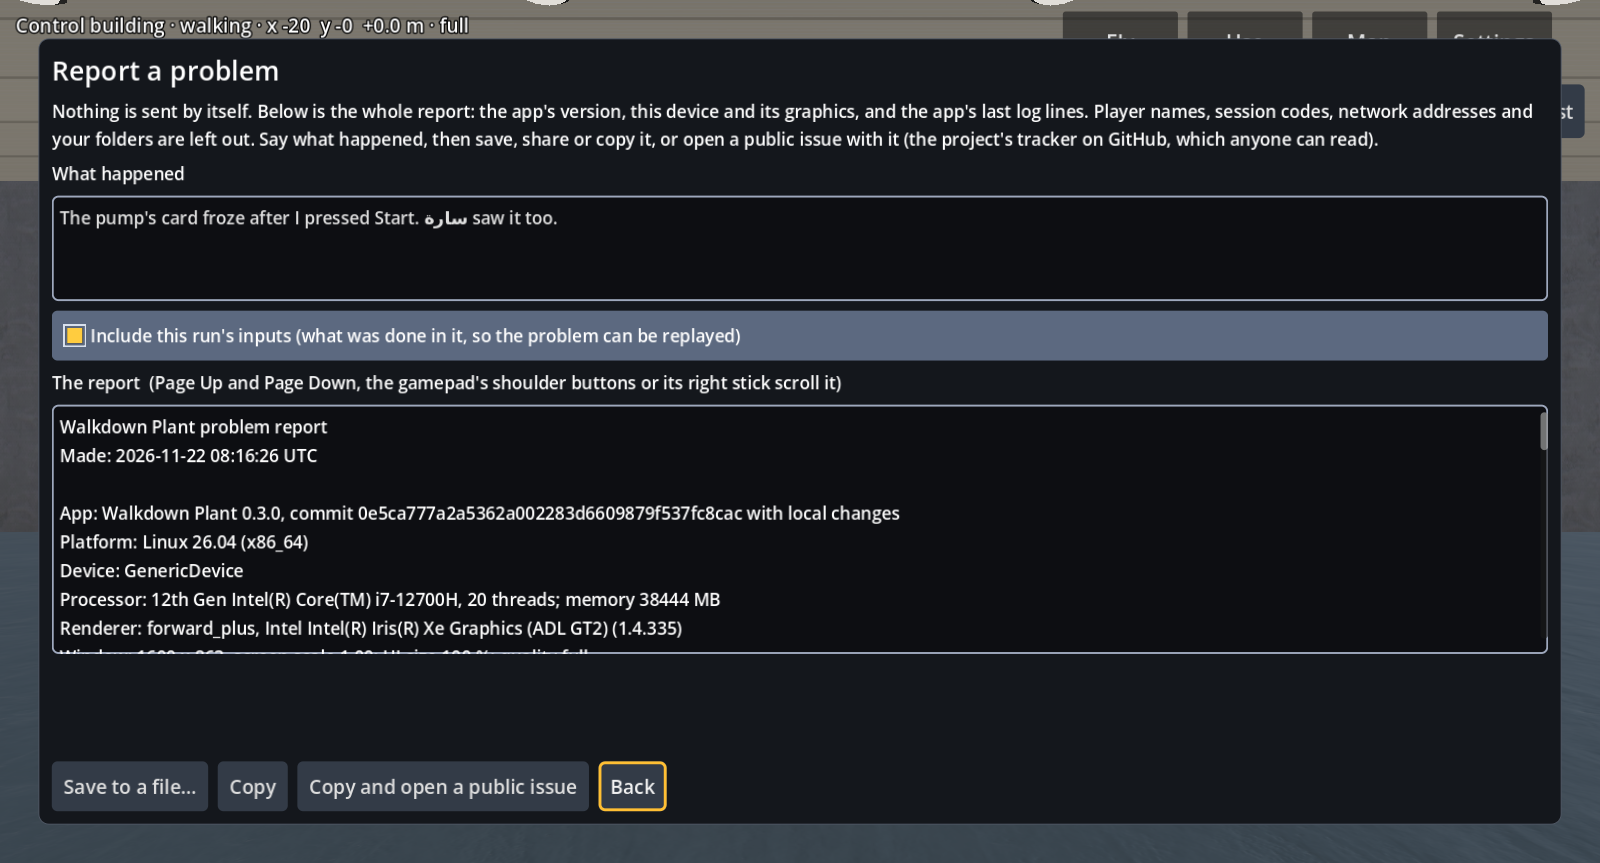 Control building · walking · x -20 y -0 +0.0 m · full
Report a problem
Nothing is sent by itself. Below is the whole report: the app's version, this device and its graphics, and the app's last log lines. Player names, session codes, network addresses and
your folders are left out. Say what happened, then save, share or copy it, or open a public issue with it (the project's tracker on GitHub, which anyone can read).
What happened
The pump's card froze after I pressed Start. سارة saw it too.
Include this run's inputs (what was done in it, so the problem can be replayed)
The report (Page Up and Page Down, the gamepad's shoulder buttons or its right stick scroll it)
Walkdown Plant problem report
Made: 2026-11-22 08:16:26 UTC
App: Walkdown Plant 0.3.0, commit 0e5ca777a2a5362a002283d6609879f537fc8cac with local changes
Platform: Linux 26.04 (x86_64)
Device: GenericDevice
Processor: 12th Gen Intel(R) Core(TM) i7-12700H, 20 threads; memory 38444 MB
Renderer: forward_plus, Intel Intel(R) Iris(R) Xe Graphics (ADL GT2) (1.4.335)
Save to a file... Copy Copy and open a public issue Back